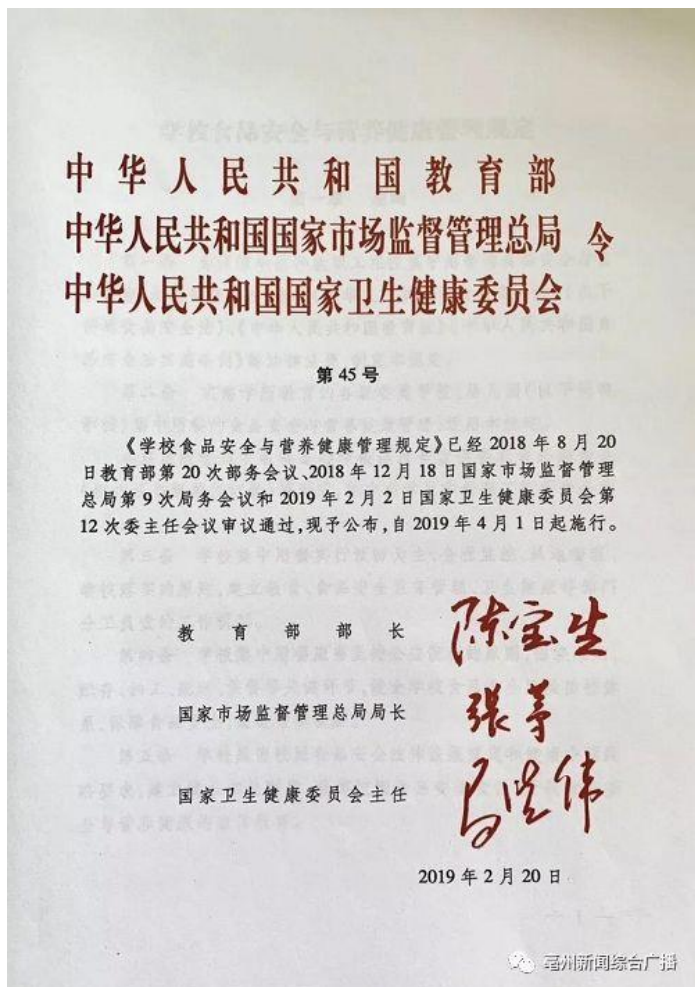 中华人民共和国教育部
中华人民共和国国家市场监督管理总局 令
中华人民共和国国家卫生健康委员会
第45号
《学校食品安全与营养健康管理规定》已经2018年8月20
日教育部第20次部务会议、2018年12月18日国家市场监督管理
总局第9次局务会议和2019年2月2日国家卫生健康委员会第
12次委主任会议审议通过,现予公布,自2019年4月1日起施行。
教育部部长 陈宝生
国家市场监督管理总局局长 张茅
国家卫生健康委员会主任 马晓伟
2019年2月20日
亳州新闻综合广播